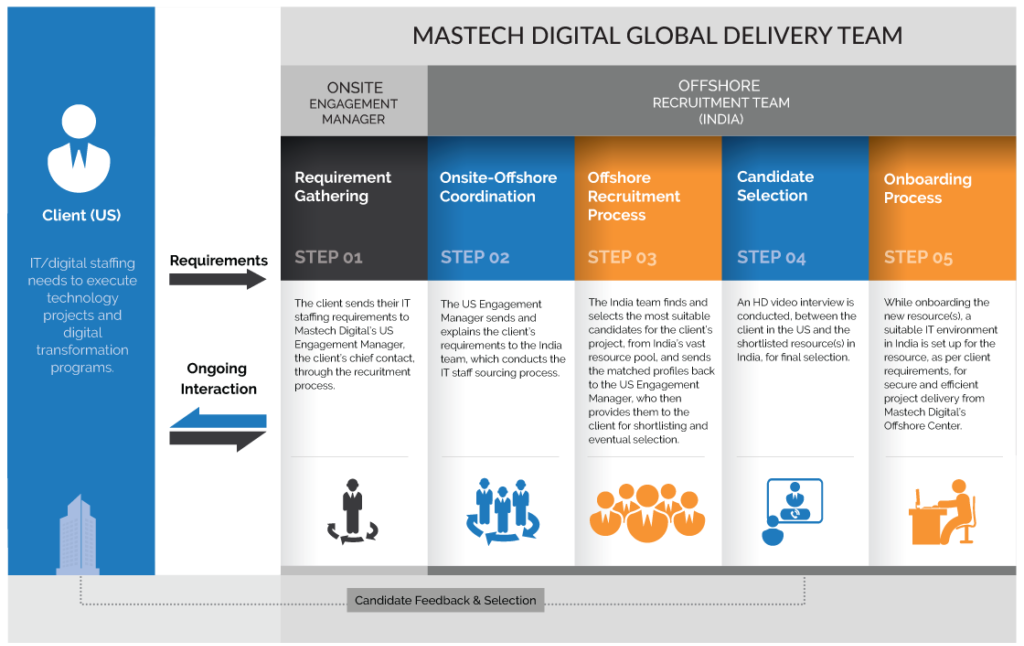 MASTECH DIGITAL GLOBAL DELIVERY TEAM
ONSITE
ENGAGEMENT
MANAGER
OFFSHORE
RECRUITMENT TEAM
(INDIA)
Client (US)
IT/digital staffing
needs to execute
technology
projects and
digital
transformation
programs.
Requirements
Ongoing
Interaction
Requirement
Gathering
STEP 01
The client sends their IT
staffing requirements to
Mastech Digital's US
Engagement Manager,
the client's chief contact,
through the recuritment
process.
Onsite-Offshore
Coordination
STEP 02
The US Engagement
Manager sends and
explains the client's
requirements to the India
team, which conducts the
IT staff sourcing process.
Offshore
Recruitment
Process
STEP 03
The India team finds and
selects the most suitable
candidates for the client's
project, from India's vast
resource pool, and sends
the matched profiles back
to the US Engagement
Manager, who then
provides them to the
client for shortlisting and
eventual selection.
Candidate
Selection
STEP 04
An HD video interview is
conducted, between the
client in the US and the
shortlisted resource(s) in
India, for final selection.
Onboarding
Process
STEP 05
While onboarding the
new resource(s), a
suitable IT environment
in India is set up for the
resource, as per client
requirements, for
secure and efficient
project delivery from
Mastech Digital's
Offshore Center.
Candidate Feedback & Selection